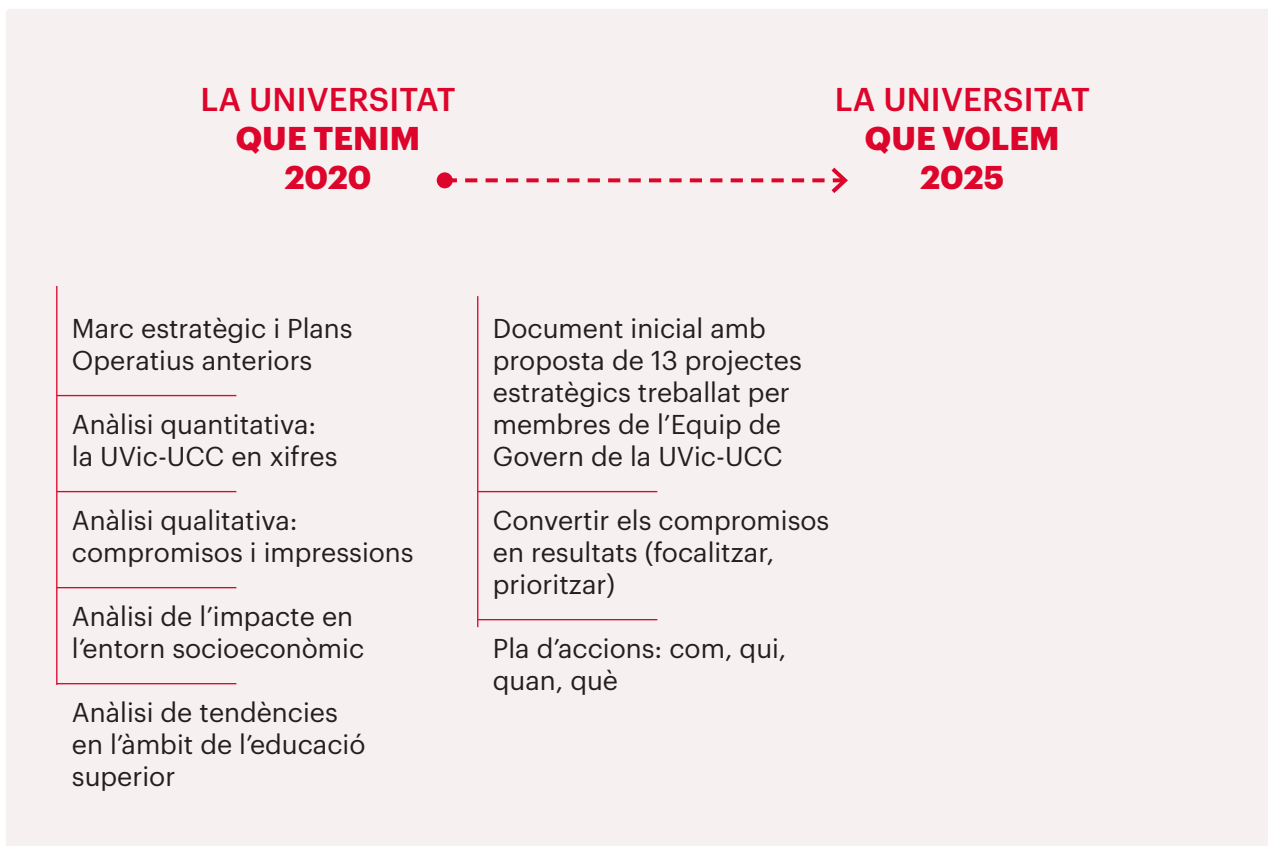 LA UNIVERSITAT
QUE TENIM
2020
LA UNIVERSITAT
QUE VOLEM
2025
Marc estratègic i Plans
Operatius anteriors
Anàlisi quantitativa:
la UVic-UCC en xifres
Anàlisi qualitativa:
compromisos i impressions
Anàlisi de l’impacte en
l’entorn socioeconòmic
Anàlisi de tendències
en l’àmbit de l’educació
superior
Document inicial amb
proposta de 13 projectes
estratègics treballat per
membres de l’Equip de
Govern de la UVic-UCC
Convertir els compromisos
en resultats (focalitzar,
prioritzar)
Pla d’accions: com, qui,
quan, què